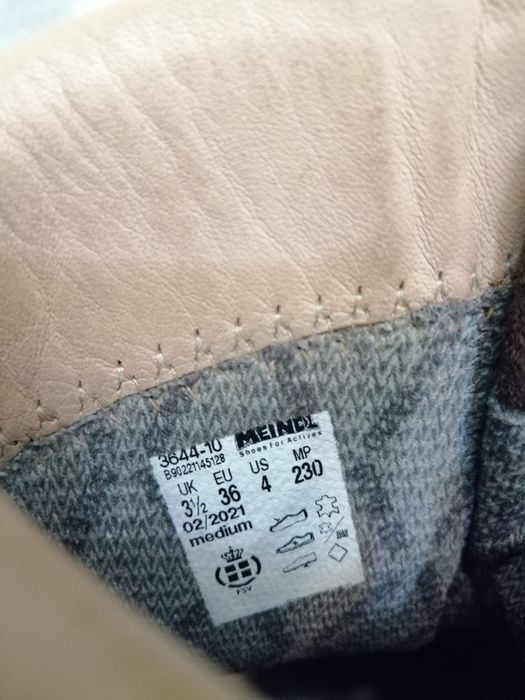 3644-10 MEINDL
B90221145128 Shoes For Actives
UK EU US MP
3½ 36 4 230
02/2021
medium
FSV